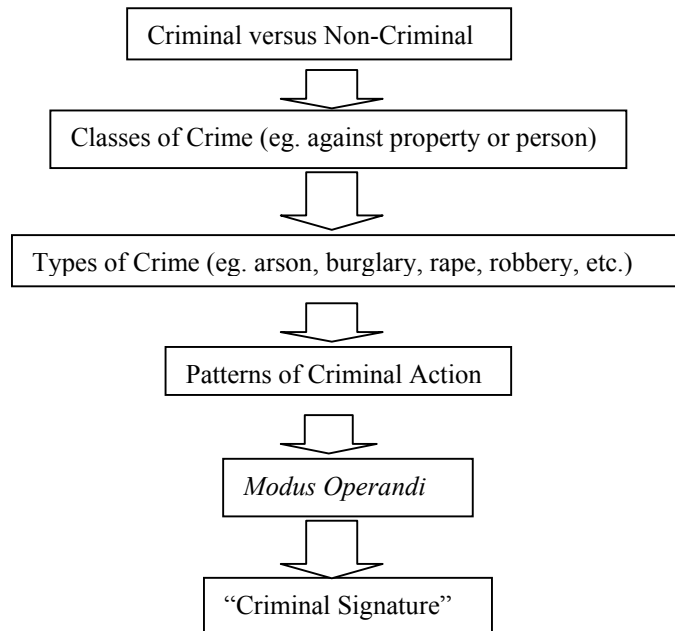 Criminal versus Non-Criminal
Classes of Crime (eg. against property or person)
Types of Crime (eg. arson, burglary, rape, robbery, etc.)
Patterns of Criminal Action
Modus Operandi
“Criminal Signature”